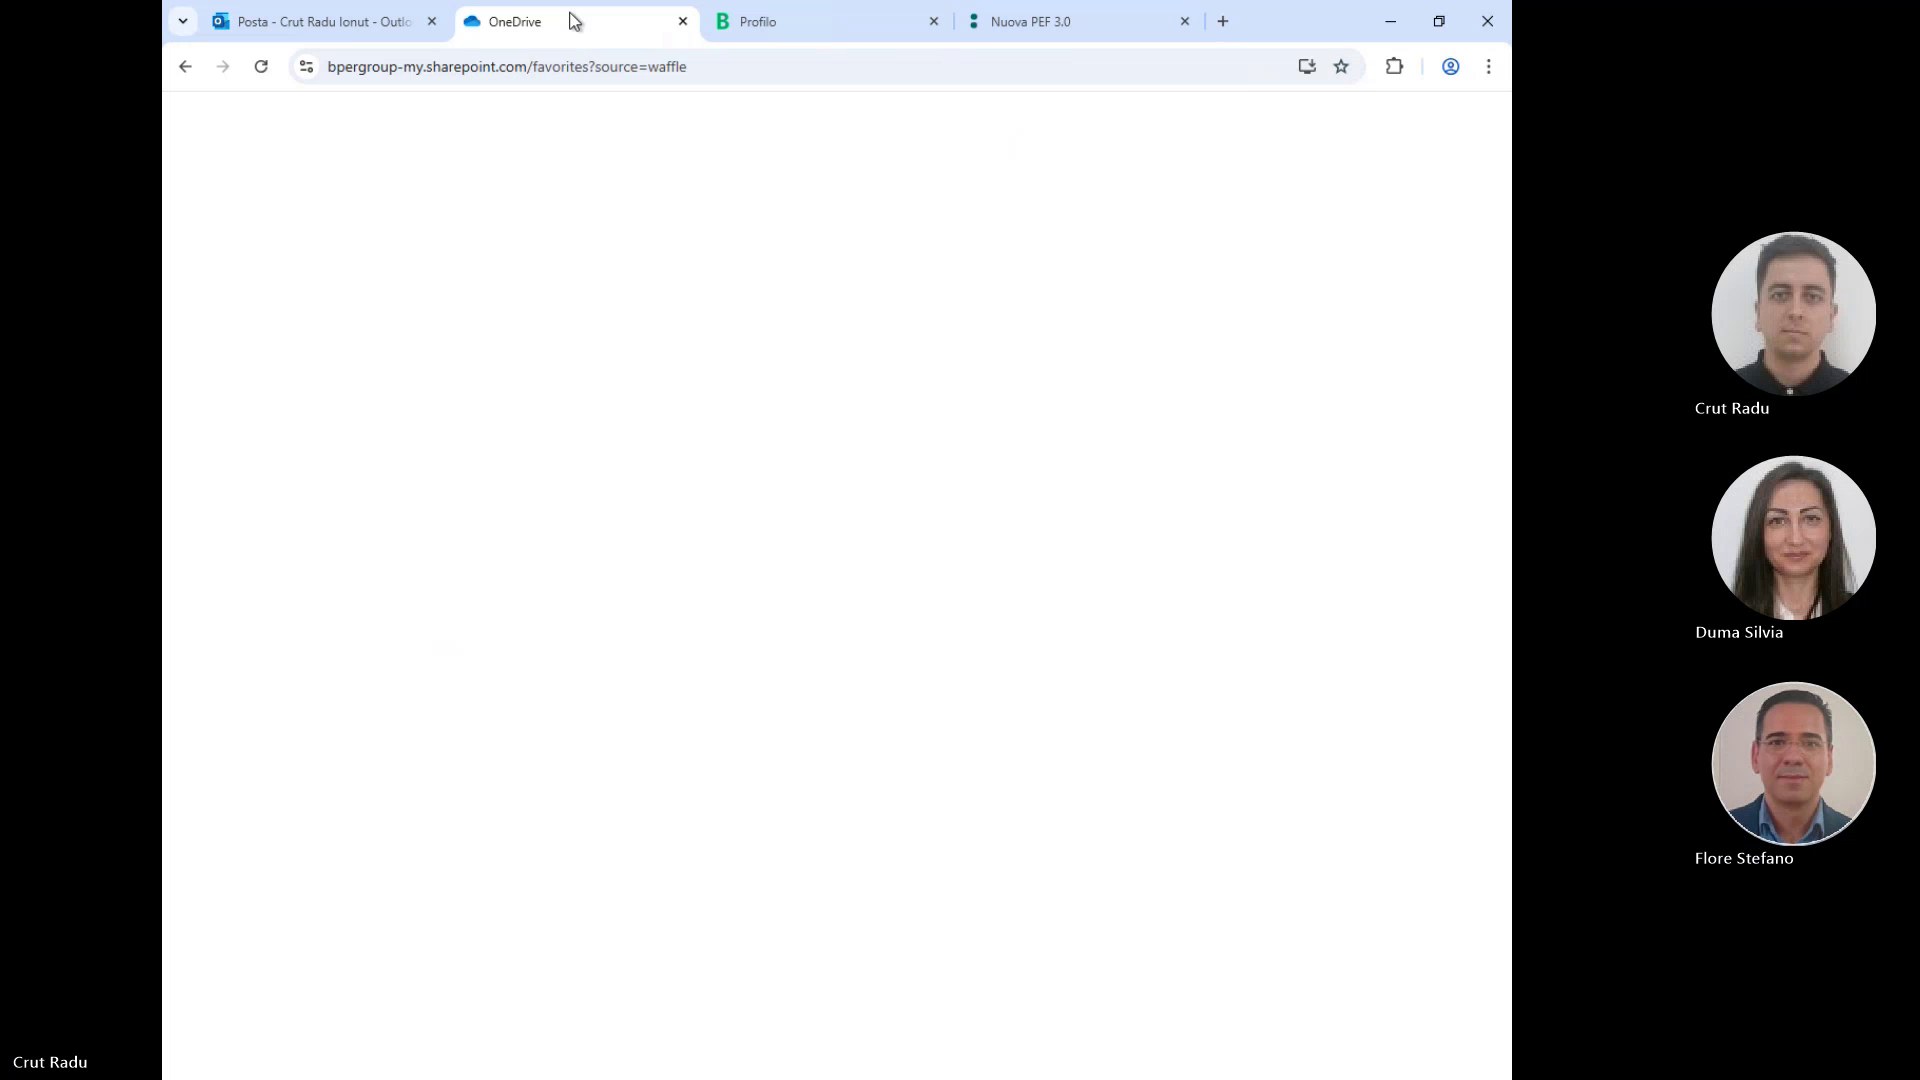 Posta - Crut Radu Ionut - Outlo
OneDrive
Profilo
Nuova PEF 3.0
bpergroup-my.sharepoint.com/favorites?source=waffle
Crut Radu
Duma Silvia
Flore Stefano
Crut Radu